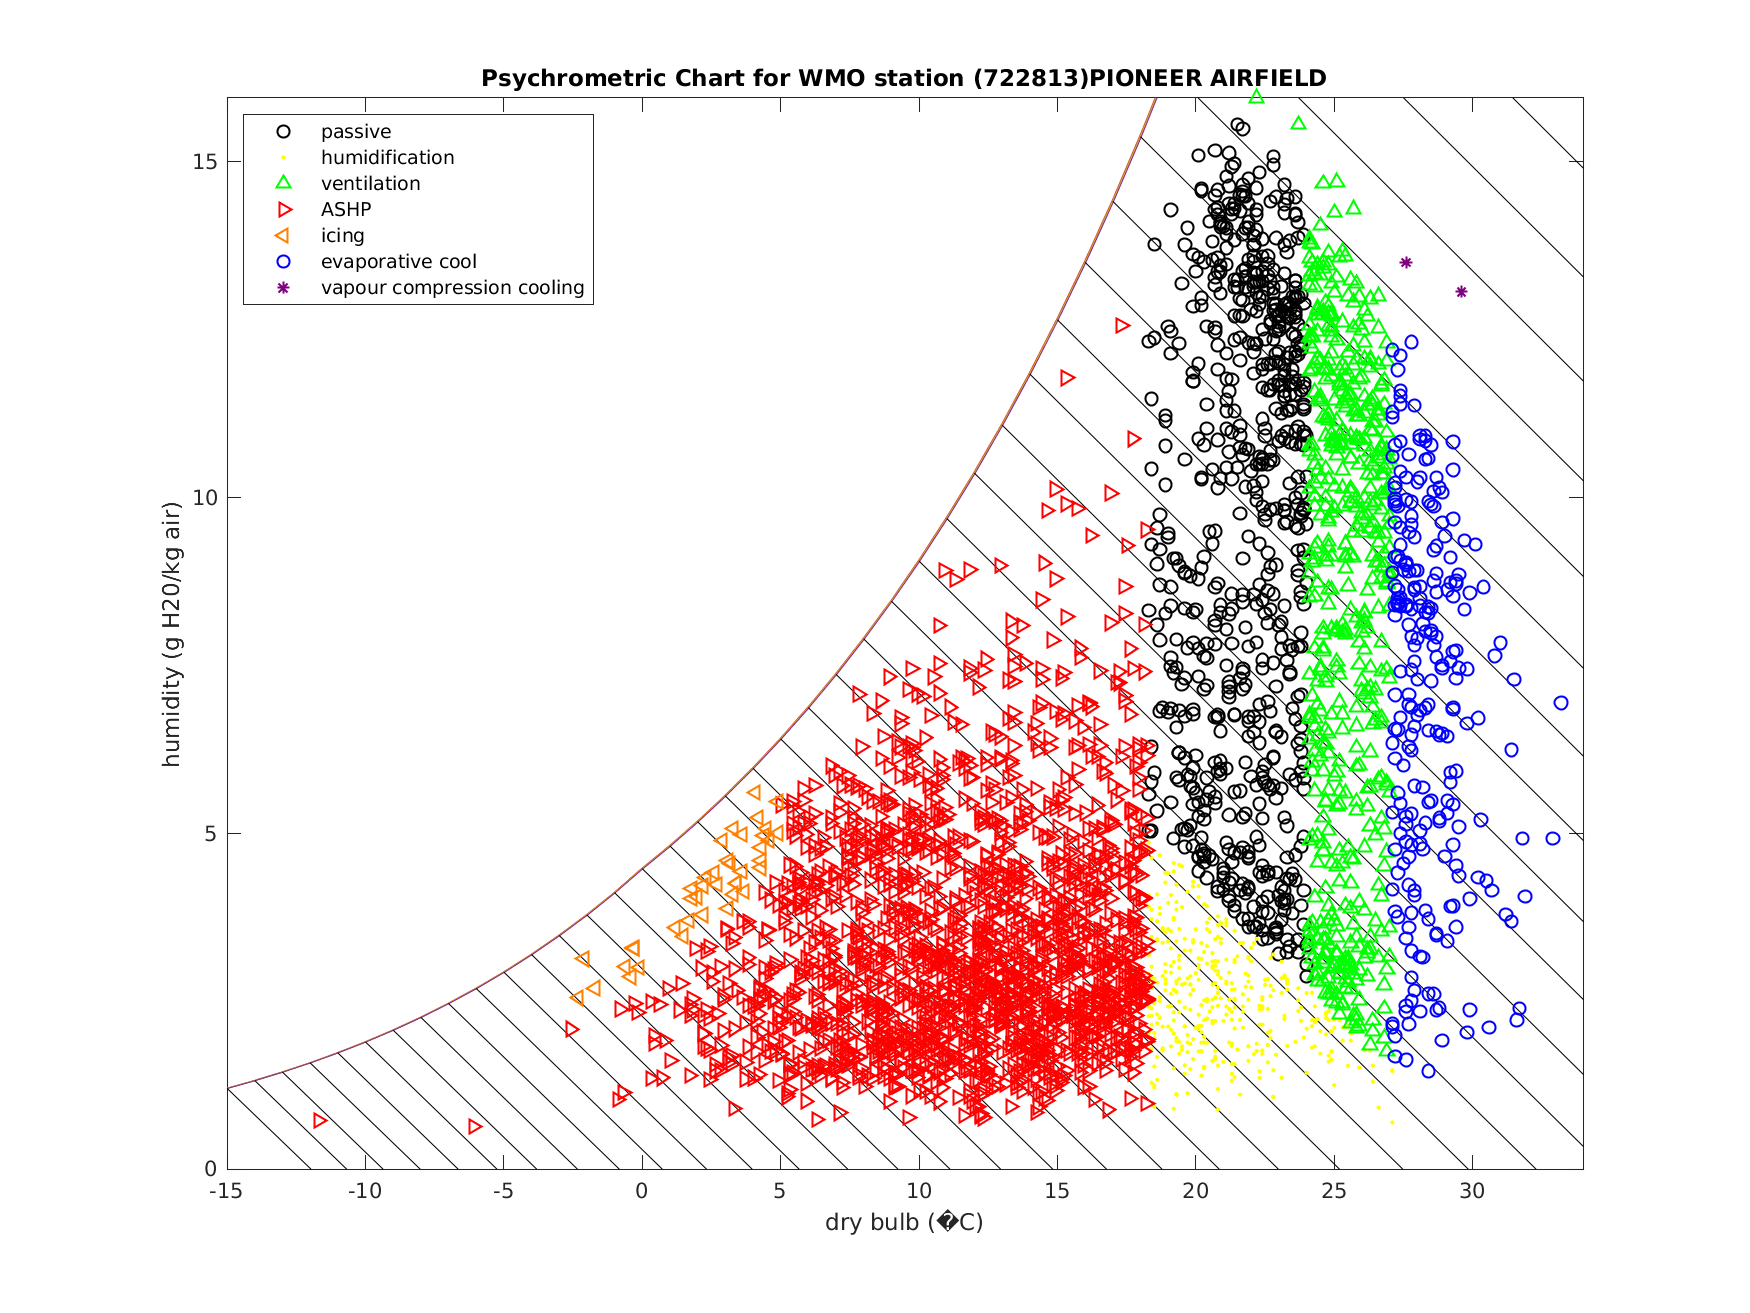 Psychrometric Chart for WMO station (722813)PIONEER AIRFIELD
passive
humidification
ventilation
ASHP
icing
evaporative cool
vapour compression cooling
15
10
5
0
humidity (g H20/kg air)
-15 -10 -5 0 5 10 15 20 25 30
dry bulb (�C)